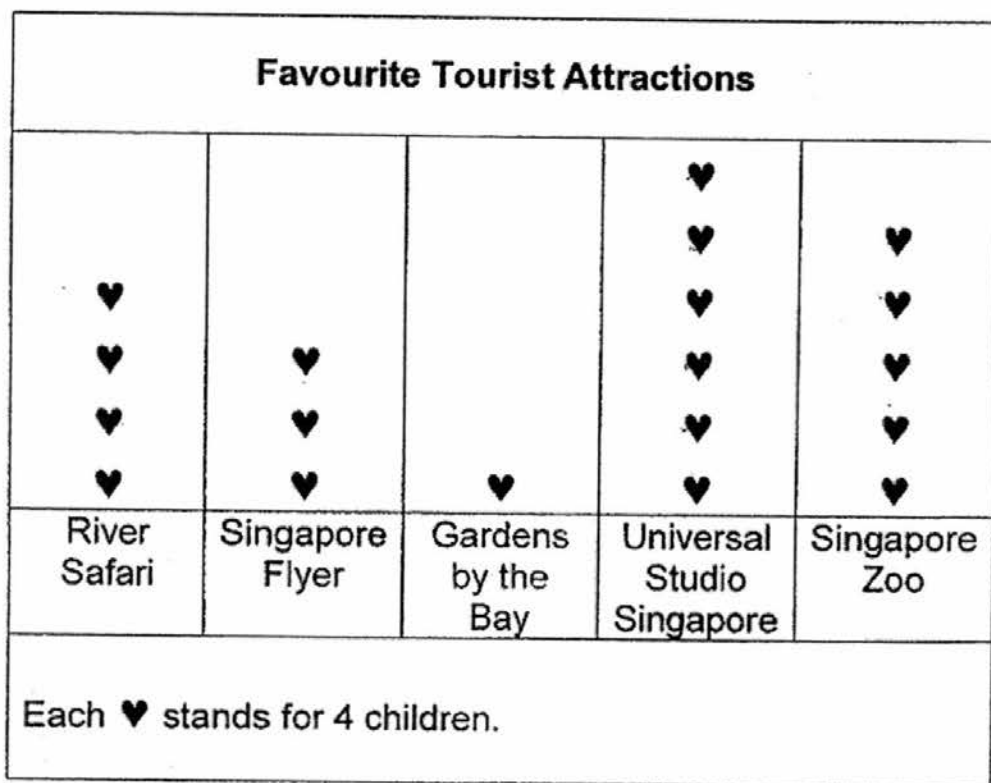 Favourite Tourist Attractions
River
Safari
Singapore
Flyer
Gardens
by the
Bay
Universal
Studio
Singapore
Singapore
Zoo
Each ♥ stands for 4 children.